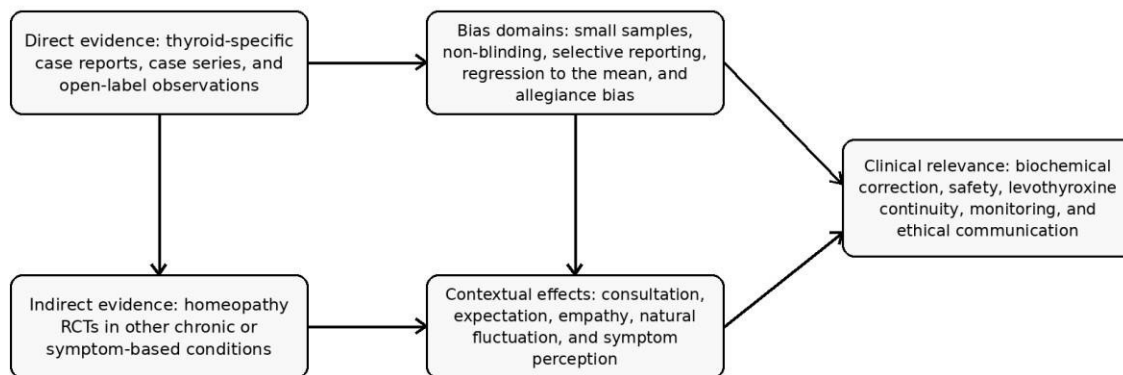 Direct evidence: thyroid-specific
case reports, case series, and
open-label observations
Bias domains: small samples,
non-blinding, selective reporting,
regression to the mean, and
allegiance bias
Clinical relevance: biochemical
correction, safety, levothyroxine
continuity, monitoring, and
ethical communication
Indirect evidence: homeopathy
RCTs in other chronic or
symptom-based conditions
Contextual effects: consultation,
expectation, empathy, natural
fluctuation, and symptom
perception